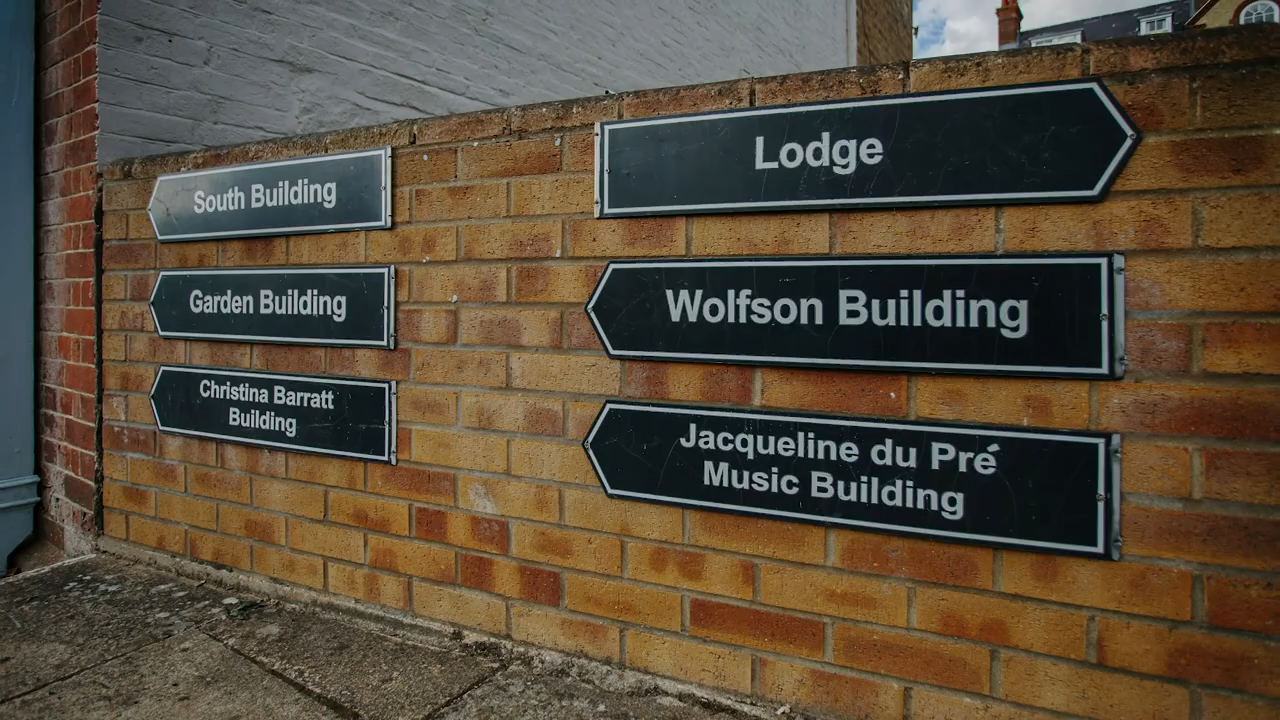 South Building
Garden Building
Christina Barratt
Building
Lodge
Wolfson Building
Jacqueline du Pré
Music Building